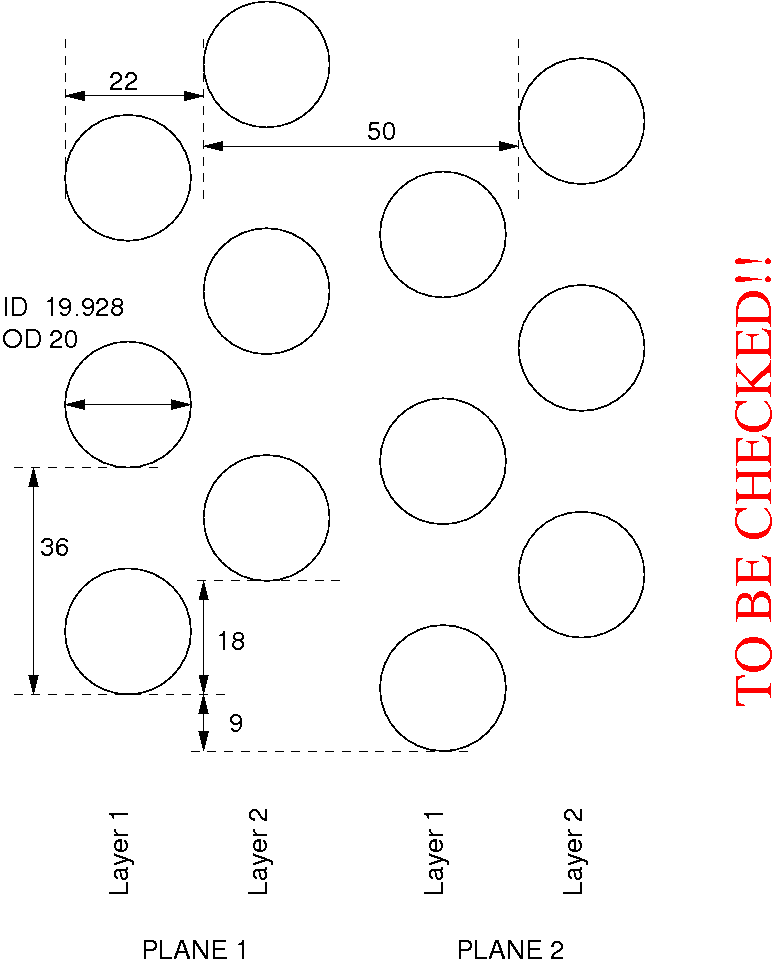 22
50
ID 19.928
OD 20
36
18
9
TO BE CHECKED!!
Layer 1
Layer 2
Layer 1
Layer 2
PLANE 1
PLANE 2